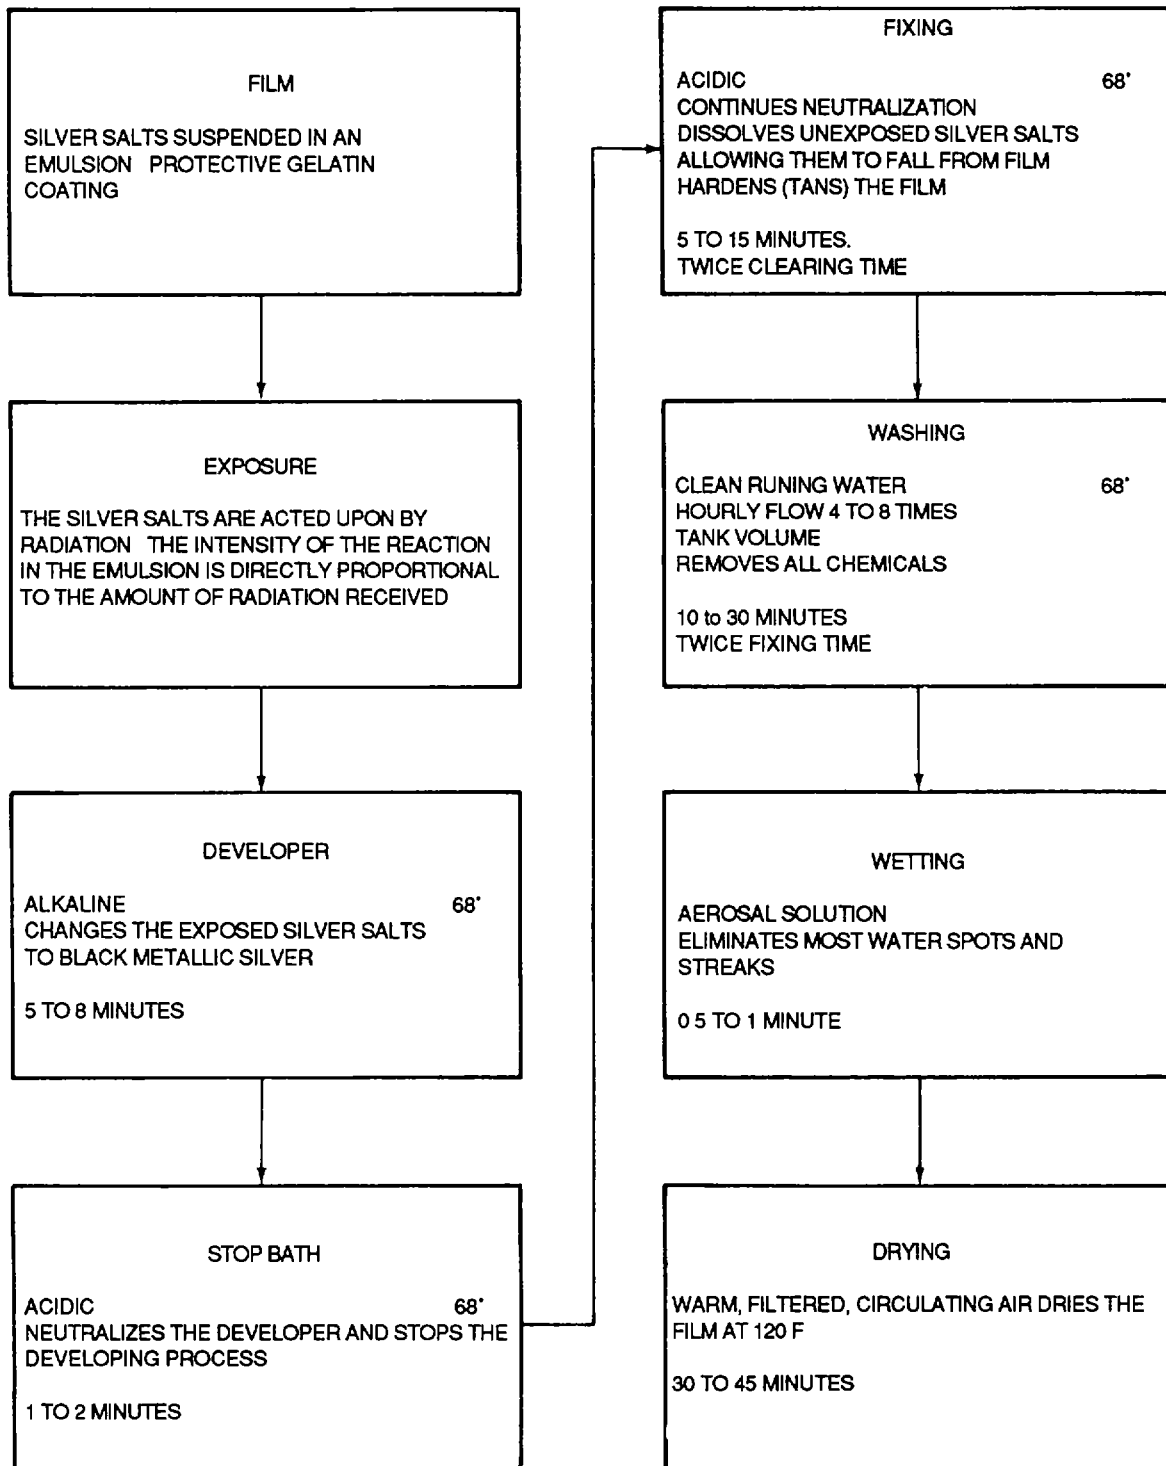 FILM
SILVER SALTS SUSPENDED IN AN
EMULSION PROTECTIVE GELATIN
COATING
EXPOSURE
THE SILVER SALTS ARE ACTED UPON BY
RADIATION THE INTENSITY OF THE REACTION
IN THE EMULSION IS DIRECTLY PROPORTIONAL
TO THE AMOUNT OF RADIATION RECEIVED
DEVELOPER
ALKALINE 68°
CHANGES THE EXPOSED SILVER SALTS
TO BLACK METALLIC SILVER
5 TO 8 MINUTES
STOP BATH
ACIDIC 68°
NEUTRALIZES THE DEVELOPER AND STOPS THE
DEVELOPING PROCESS
1 TO 2 MINUTES
FIXING
ACIDIC 68°
CONTINUES NEUTRALIZATION
DISSOLVES UNEXPOSED SILVER SALTS
ALLOWING THEM TO FALL FROM FILM
HARDENS (TANS) THE FILM
5 TO 15 MINUTES.
TWICE CLEARING TIME
WASHING
CLEAN RUNING WATER 68°
HOURLY FLOW 4 TO 8 TIMES
TANK VOLUME
REMOVES ALL CHEMICALS
10 to 30 MINUTES
TWICE FIXING TIME
WETTING
AEROSAL SOLUTION
ELIMINATES MOST WATER SPOTS AND
STREAKS
0 5 TO 1 MINUTE
DRYING
WARM, FILTERED, CIRCULATING AIR DRIES THE
FILM AT 120 F
30 TO 45 MINUTES